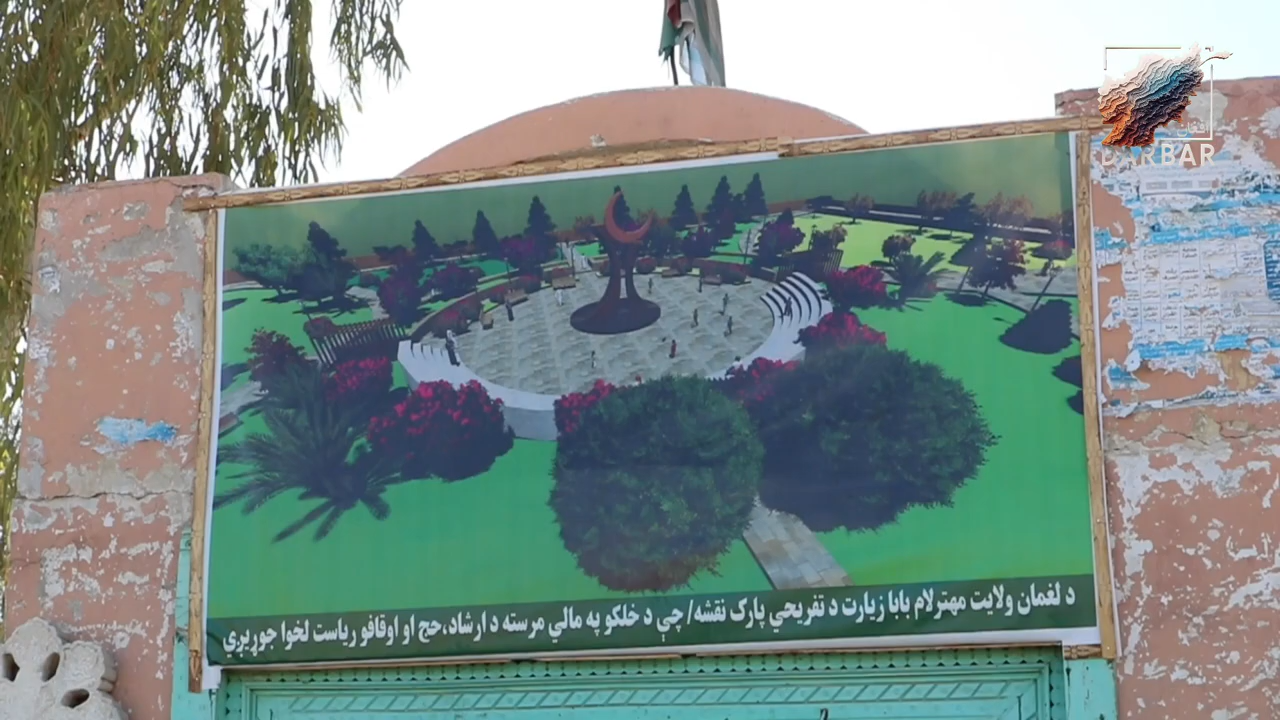 افغان
DARBAR
د لغمان ولایت مهترلام بابا زیارت د تفریحي پارک نقشه/ چې د خلکو په مالي مرسته د ارشاد، حج او اوقافو ریاست لخوا جوړیږي